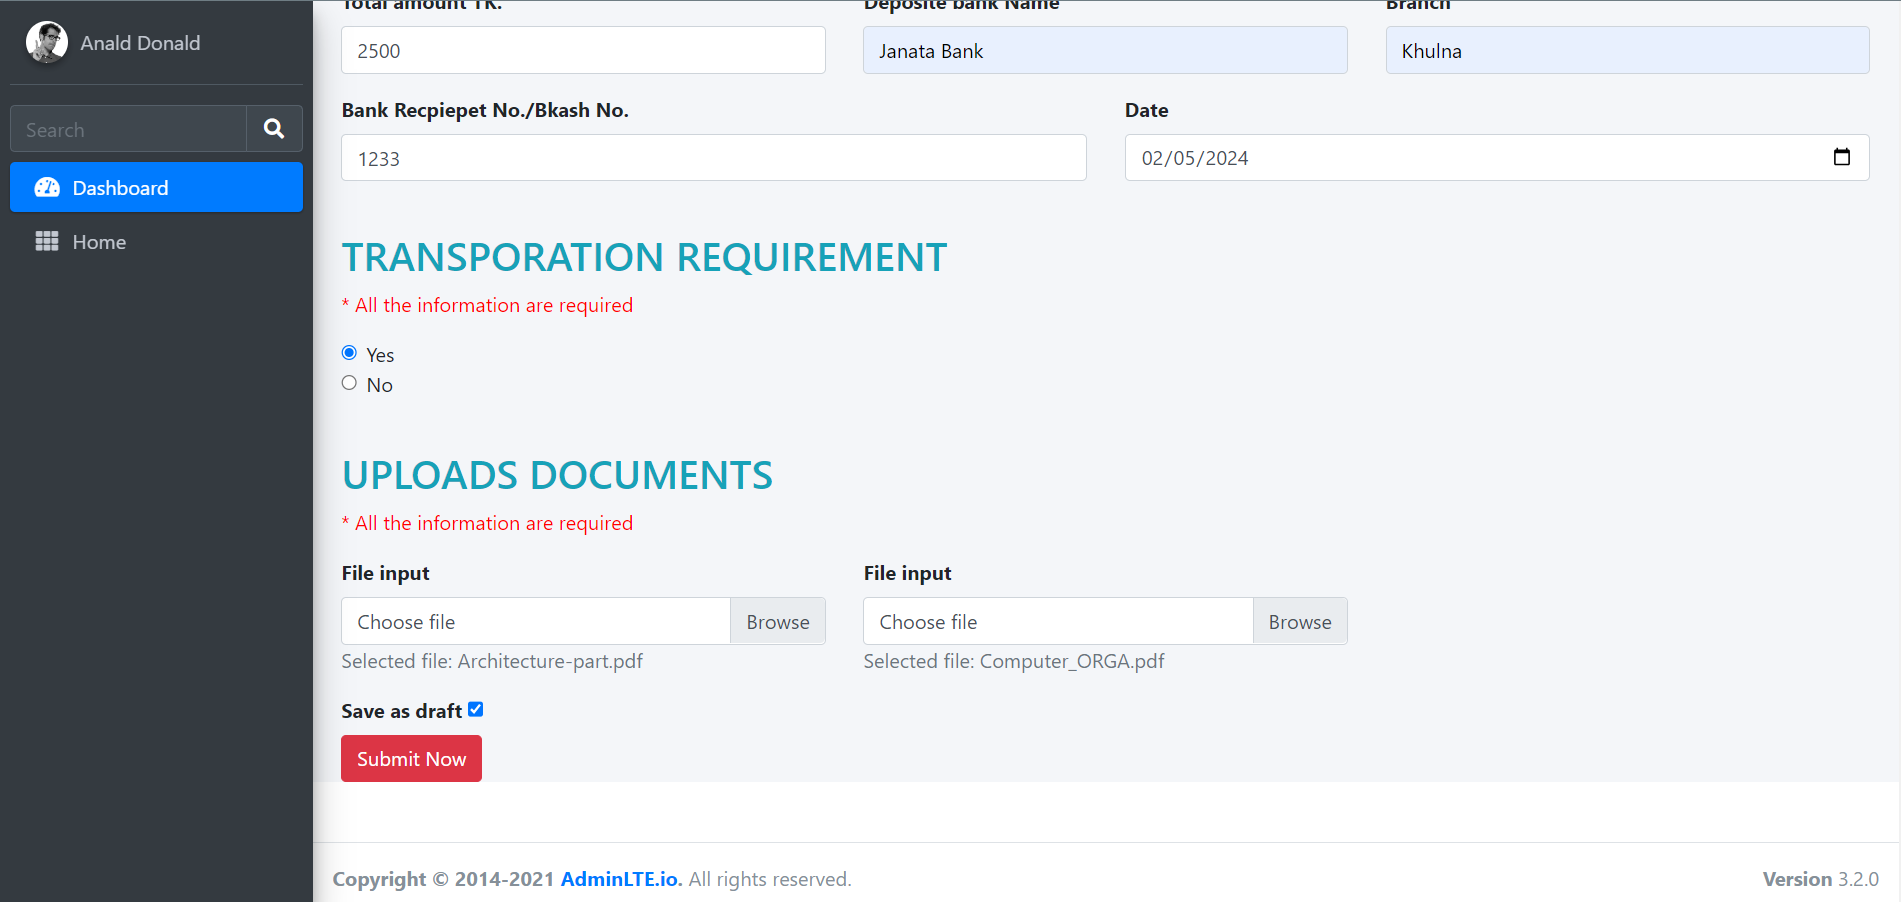 Anald Donald
Search
Dashboard
Home
Total amount TK.
Deposite bank Name
Branch
2500
Janata Bank
Khulna
Bank Recpiepet No./Bkash No.
Date
1233
02/05/2024
TRANSPORATION REQUIREMENT
* All the information are required
Yes
No
UPLOADS DOCUMENTS
* All the information are required
File input
File input
Choose file
Browse
Choose file
Browse
Selected file: Architecture-part.pdf
Selected file: Computer_ORGA.pdf
Save as draft
Submit Now
Copyright © 2014-2021 AdminLTE.io. All rights reserved.
Version 3.2.0